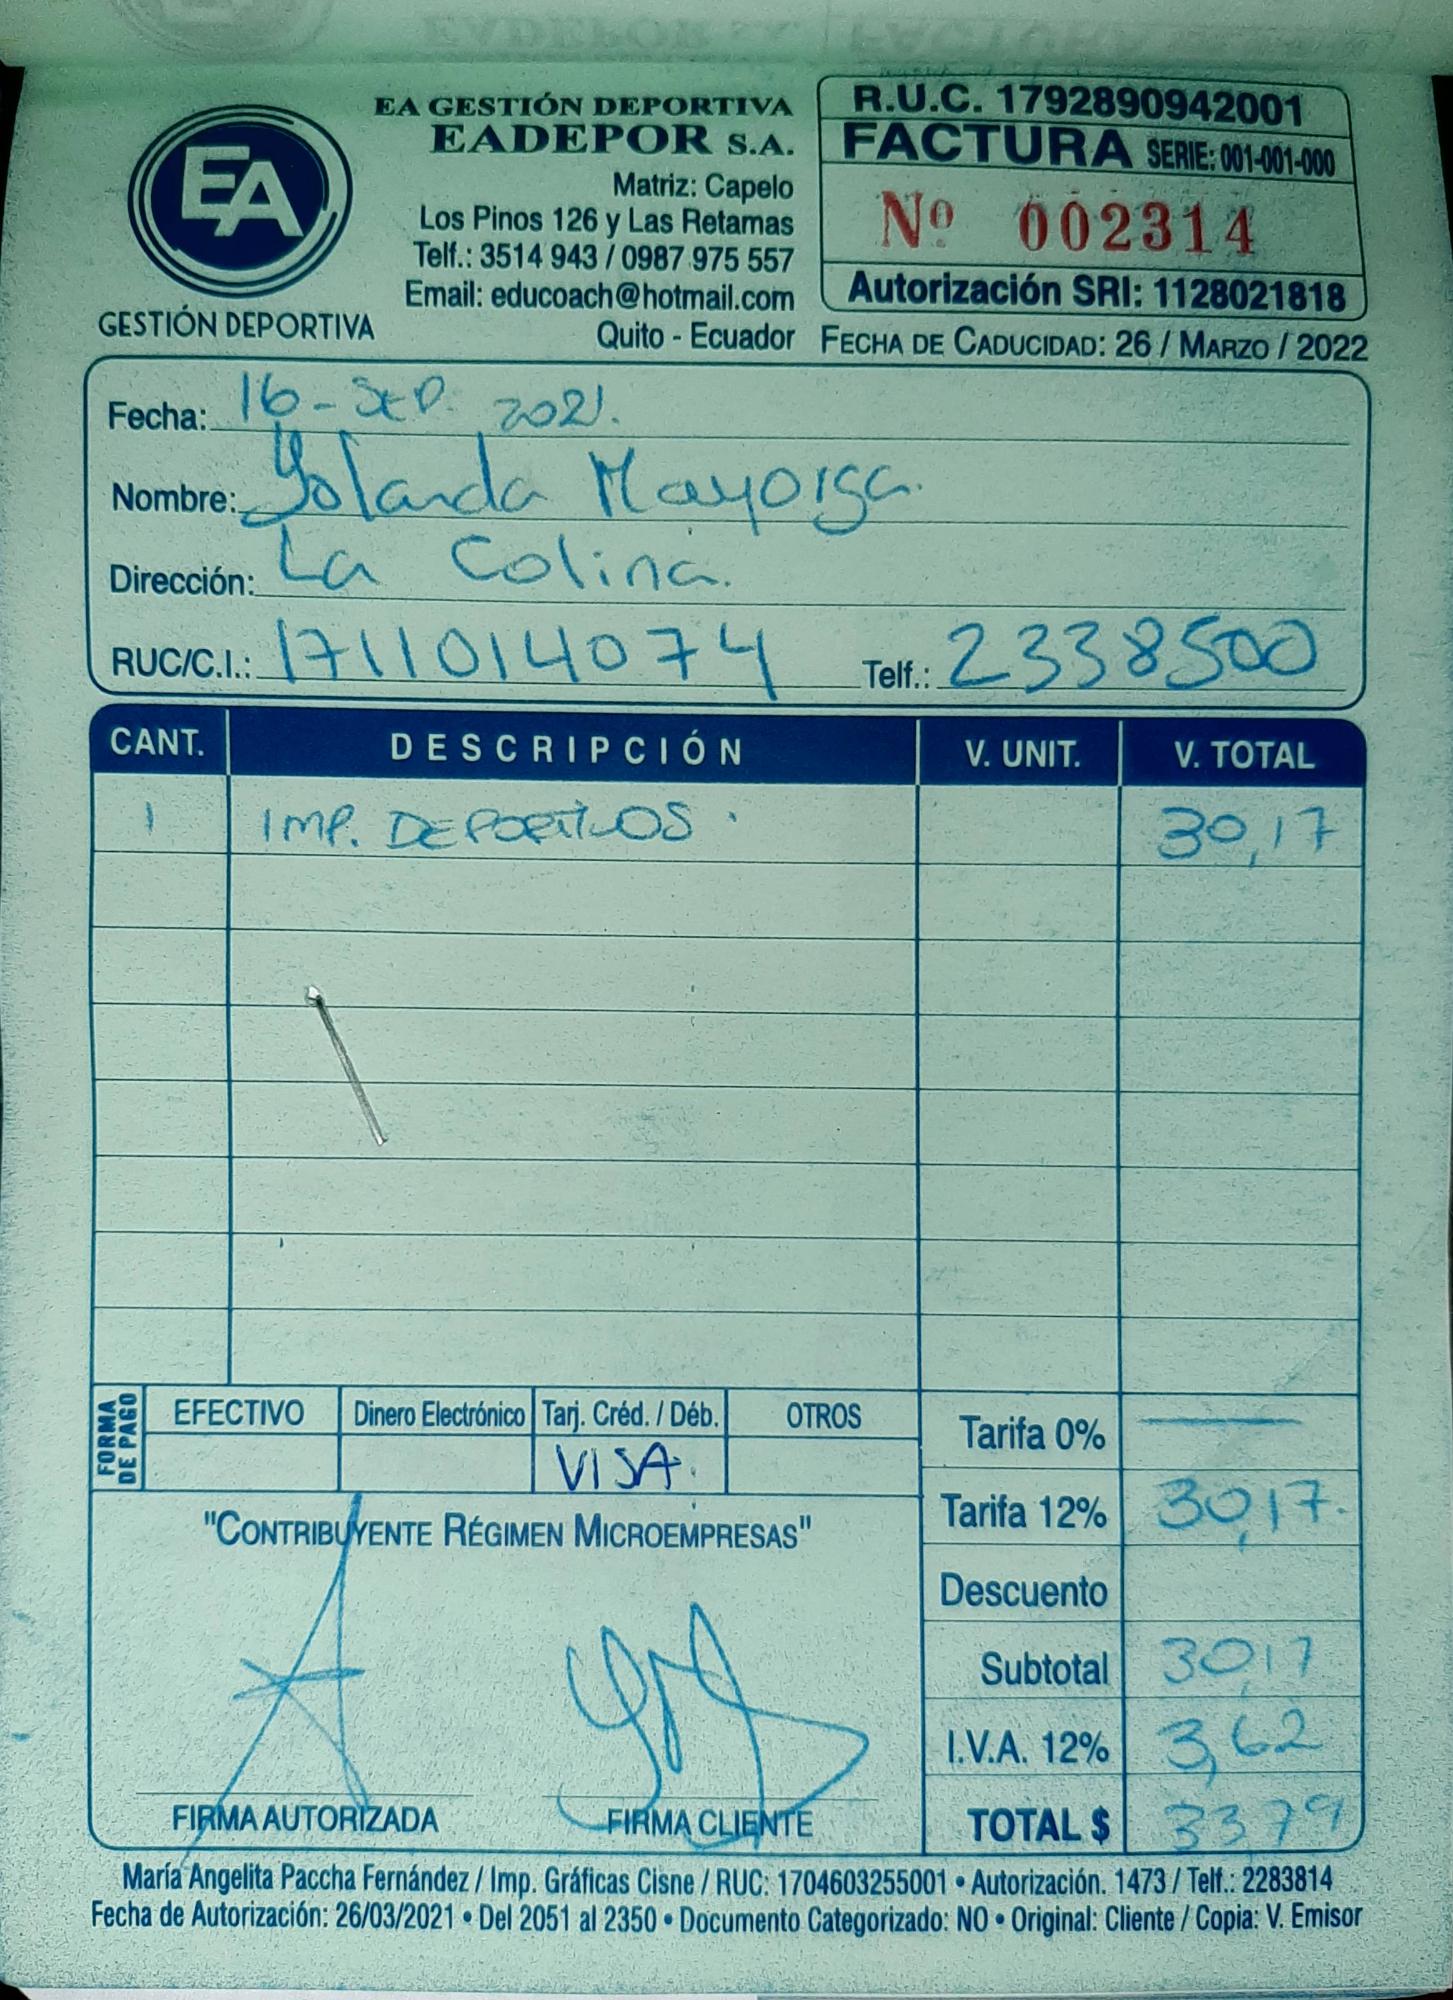 EA GESTIÓN DEPORTIVA
EADEPOR S.A.
Matriz: Capelo
Los Pinos 126 y Las Retamas
Telf.: 3514 943 / 0987 975 557
Email: educoach@hotmail.com
Quito - Ecuador
EA
GESTIÓN DEPORTIVA
R.U.C. 1792890942001
FACTURA SERIE: 001-001-000
Nº 002314
Autorización SRI: 1128021818
FECHA DE CADUCIDAD: 26 / MARZO / 2022
Fecha: 16 - SEP. 2021.
Nombre: Yolanda Mayorga.
Dirección: La Colina.
RUC/C.I.: 1711014074 Telf.: 2338500
CANT. DESCRIPCIÓN V. UNIT. V. TOTAL
1 IMP. 30,17
FORMA DE PAGO
EFECTIVO Dinero Electrónico Tarj. Créd. / Déb. OTROS
VISA.
Tarifa 0% —
Tarifa 12% 30,17.
Descuento
Subtotal 30,17
I.V.A. 12% 3,62
TOTAL $ 33,79
"CONTRIBUYENTE RÉGIMEN MICROEMPRESAS"
FIRMA AUTORIZADA FIRMA CLIENTE
María Angelita Paccha Fernández / Imp. Gráficas Cisne / RUC: 1704603255001 • Autorización. 1473 / Telf.: 2283814
Fecha de Autorización: 26/03/2021 • Del 2051 al 2350 • Documento Categorizado: NO • Original: Cliente / Copia: V. Emisor